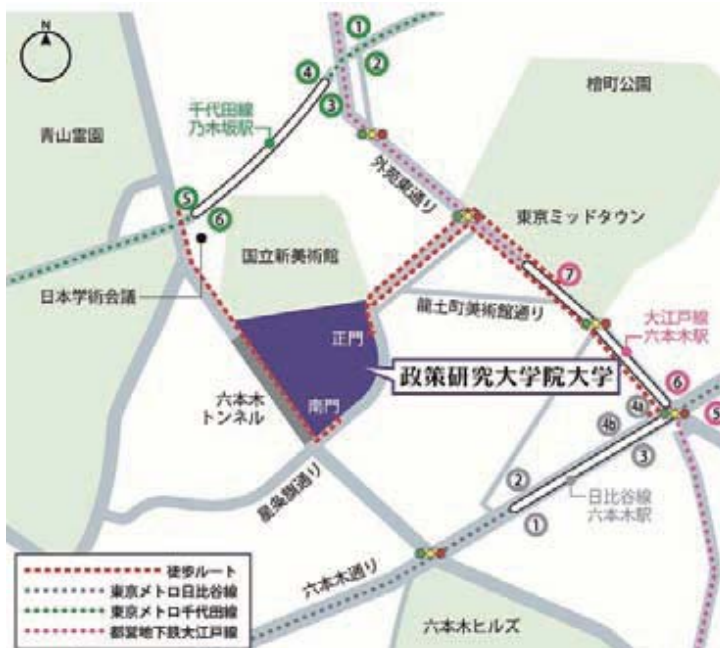 N
①
②
④
③
檜町公園
千代田線
乃木坂駅
青山霊園
外苑東通り
⑤
⑥
東京ミッドタウン
国立新美術館
⑦
日本学術会議
龍土町美術館通り
大江戸線
六本木駅
正門
政策研究大学院大学
六本木
トンネル
南門
⑥
4a
⑤
4b
③
星条旗通り
②
①
日比谷線
六本木駅
六本木通り
徒歩ルート
東京メトロ日比谷線
東京メトロ千代田線
都営地下鉄大江戸線
六本木ヒルズ